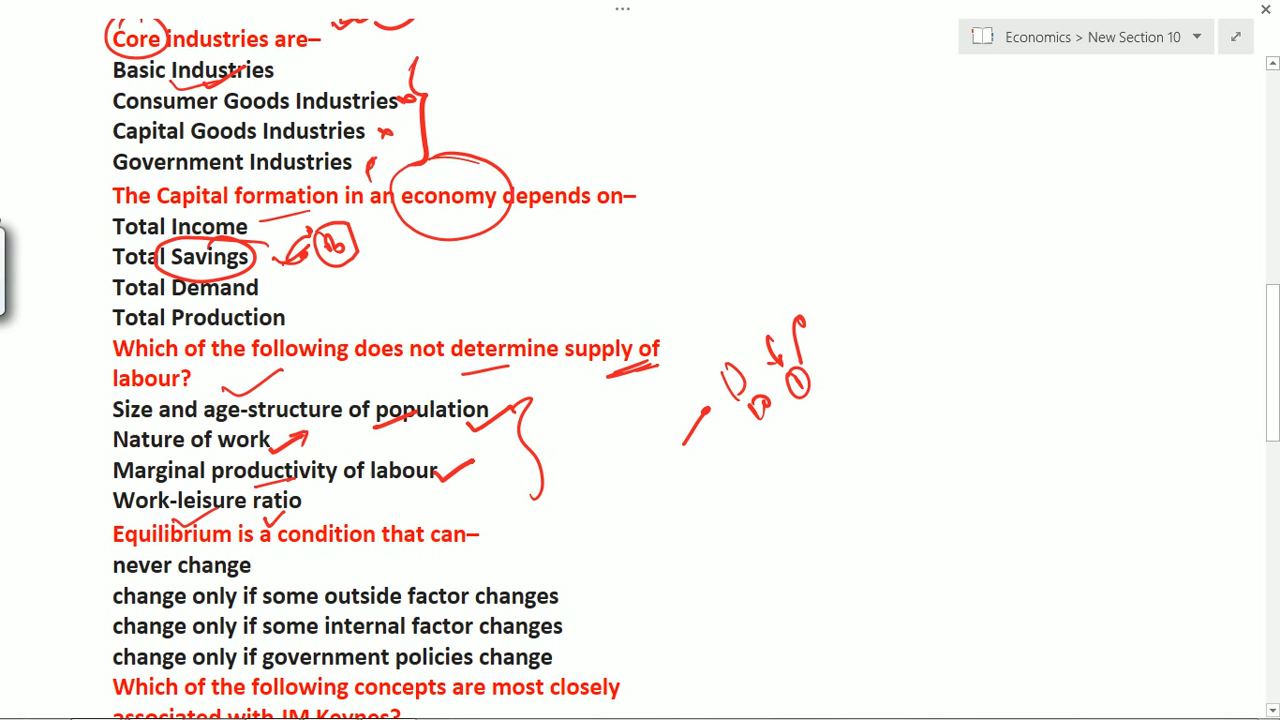 Economics > New Section 10
Core industries are–
Basic Industries
Consumer Goods Industries
Capital Goods Industries
Government Industries
The Capital formation in an economy depends on–
Total Income
Total Savings
Total Demand
Total Production
Which of the following does not determine supply of
labour?
Size and age-structure of population
Nature of work
Marginal productivity of labour
Work-leisure ratio
Equilibrium is a condition that can–
never change
change only if some outside factor changes
change only if some internal factor changes
change only if government policies change
Which of the following concepts are most closely
associated with JM Keynes?